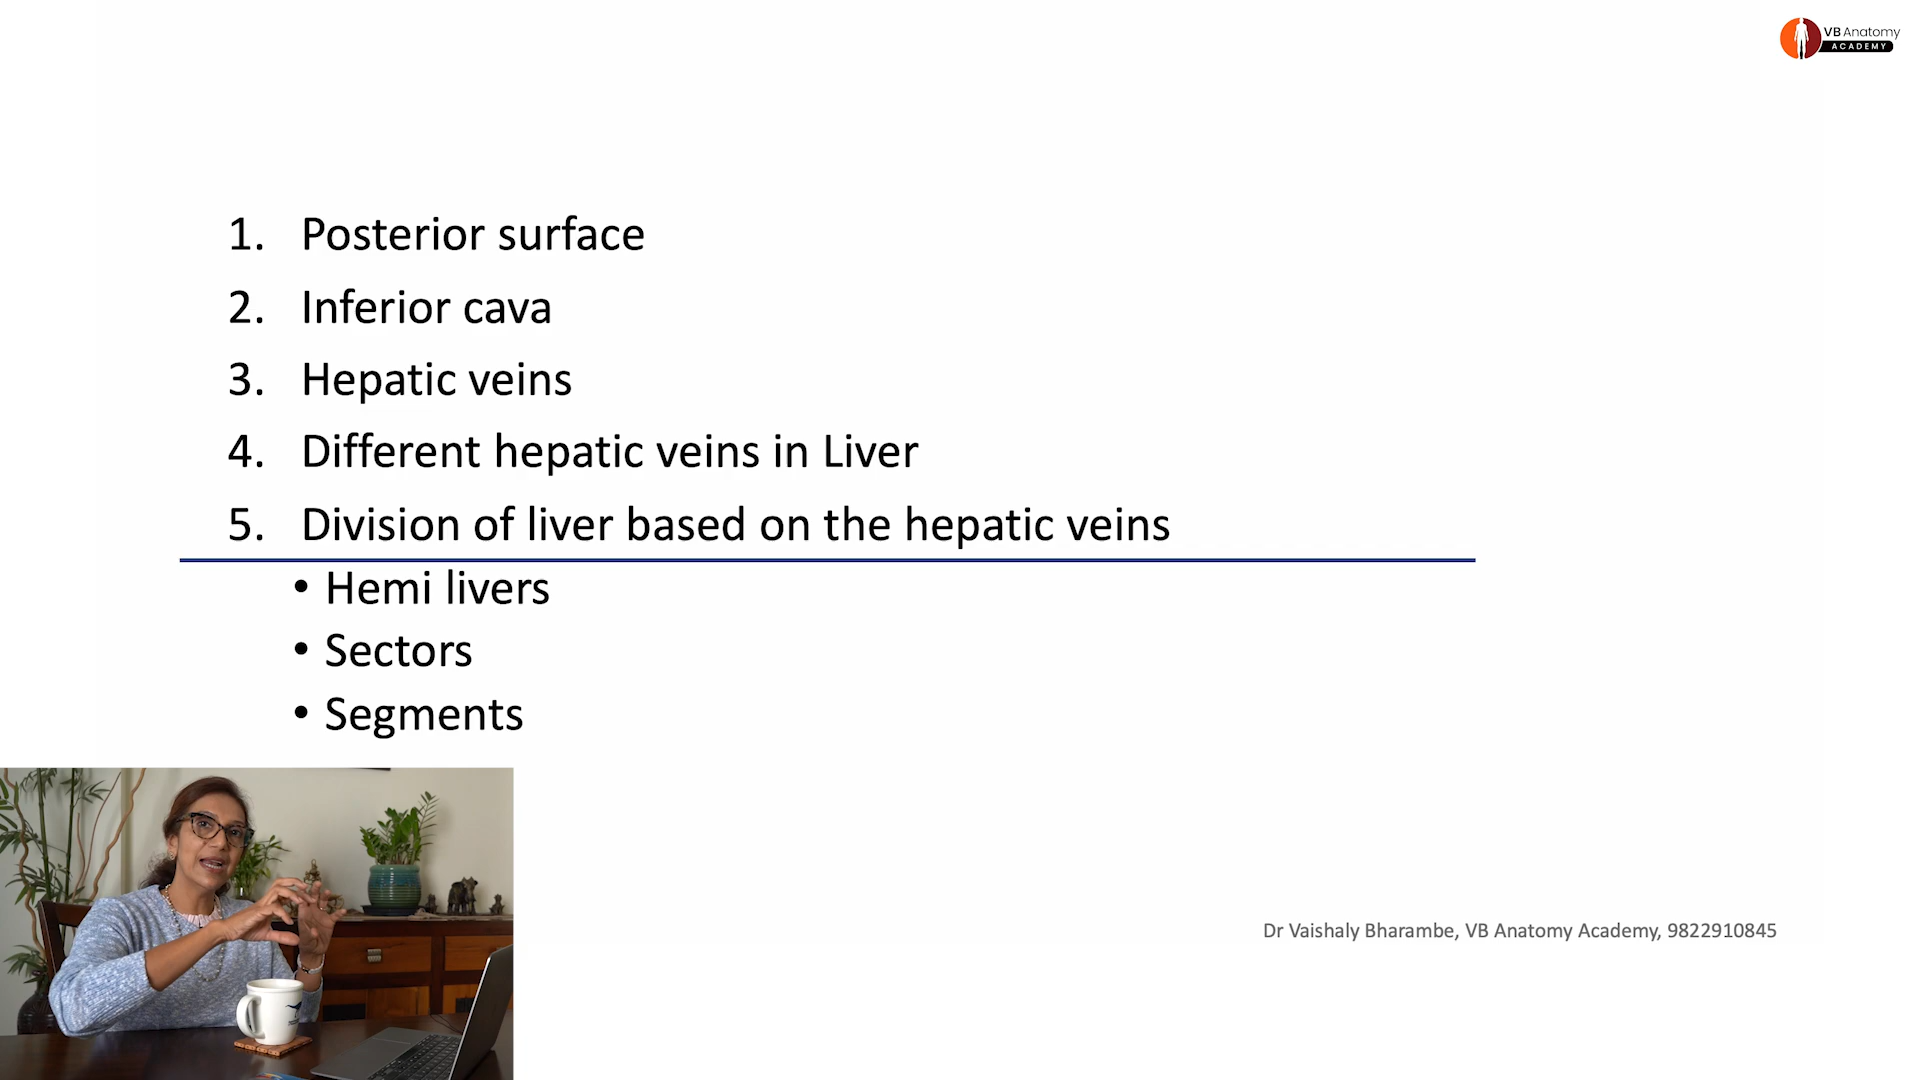 VB Anatomy
ACADEMY
1. Posterior surface
2. Inferior cava
3. Hepatic veins
4. Different hepatic veins in Liver
5. Division of liver based on the hepatic veins
• Hemi livers
• Sectors
• Segments
Dr Vaishaly Bharambe, VB Anatomy Academy, 9822910845